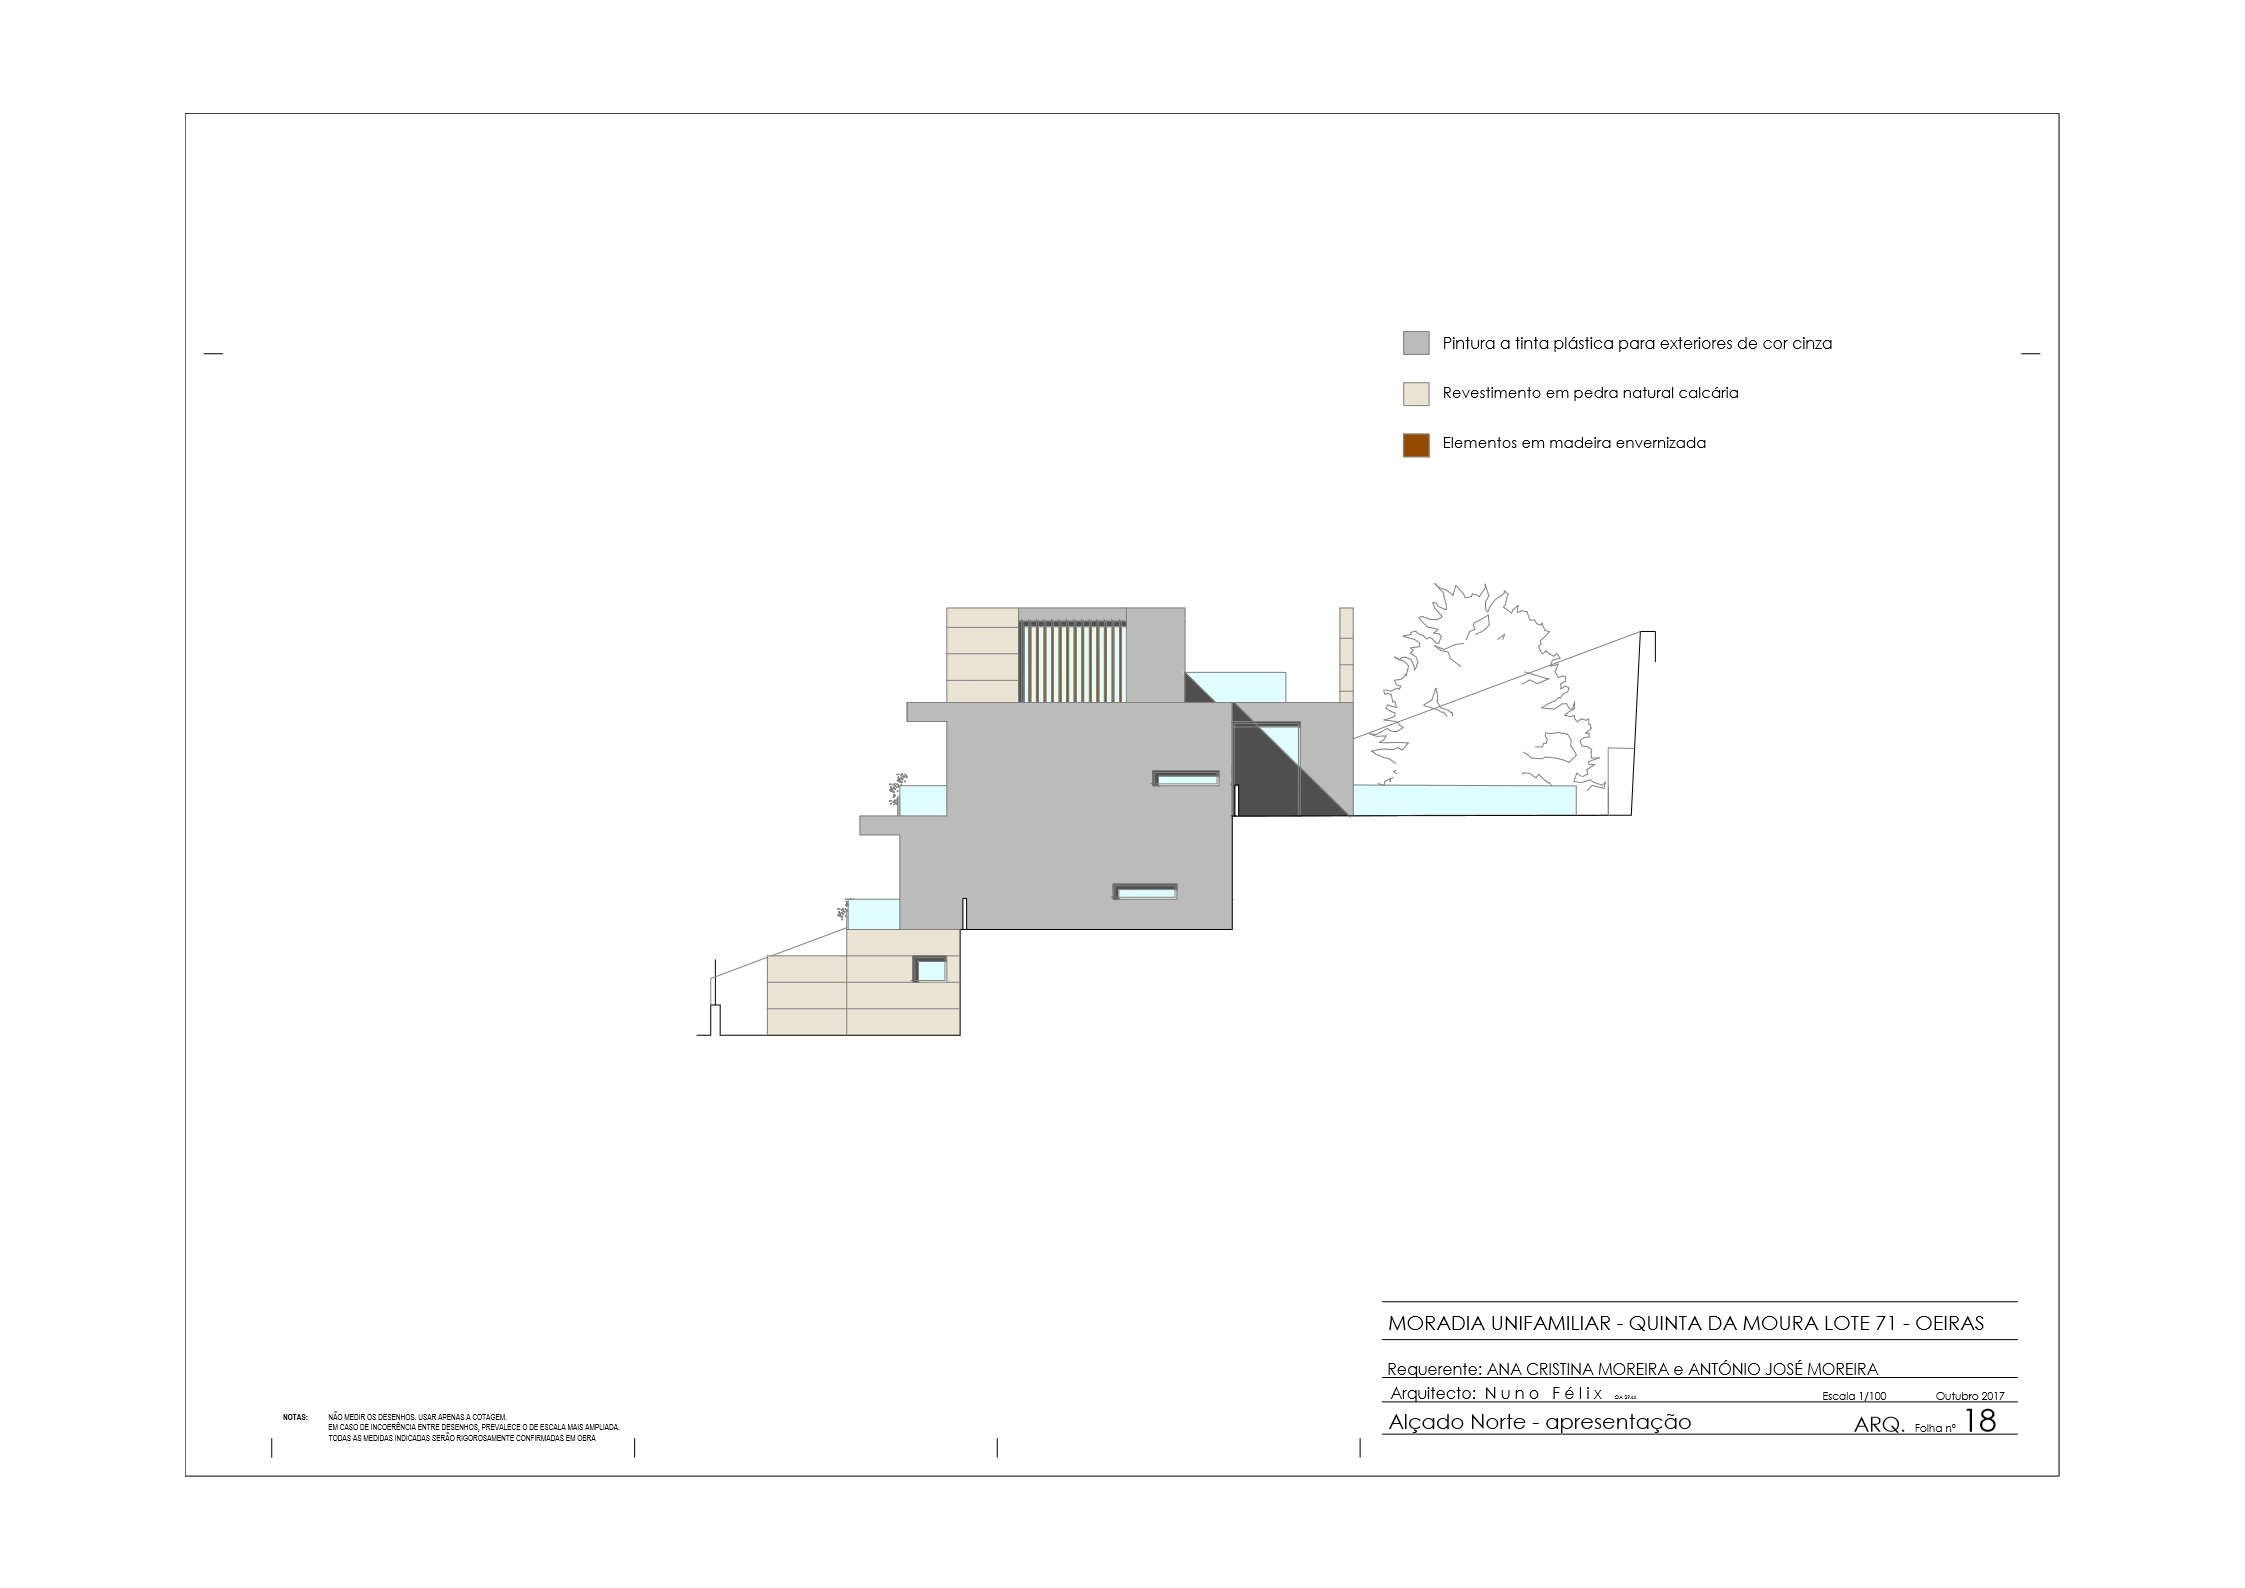 Pintura a tinta plástica para exteriores de cor cinza
Revestimento em pedra natural calcária
Elementos em madeira envernizada
MORADIA UNIFAMILIAR - QUINTA DA MOURA LOTE 71 - OEIRAS
Requerente: ANA CRISTINA MOREIRA e ANTÓNIO JOSÉ MOREIRA
Arquitecto: Nuno Félix Escala 1/100 Outubro 2017
Alçado Norte - apresentação ARQ. Folha nº 18
NOTAS: NÃO MEDIR OS DESENHOS. USAR APENAS A COTAGEM.
EM CASO DE INCOERÊNCIA ENTRE DESENHOS, PREVALECE O DE ESCALA MAIS AMPLIADA.
TODAS AS MEDIDAS INDICADAS SERÃO RIGOROSAMENTE CONFIRMADAS EM OBRA